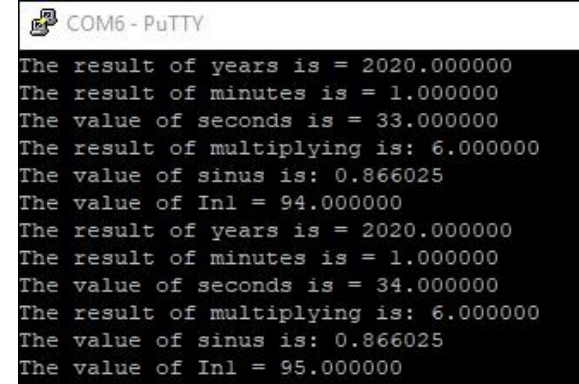 COM6 - PuTTY
The result of years is = 2020.000000
The result of minutes is = 1.000000
The value of seconds is = 33.000000
The result of multiplying is: 6.000000
The value of sinus is: 0.866025
The value of In1 = 94.000000
The result of years is = 2020.000000
The result of minutes is = 1.000000
The value of seconds is = 34.000000
The result of multiplying is: 6.000000
The value of sinus is: 0.866025
The value of In1 = 95.000000